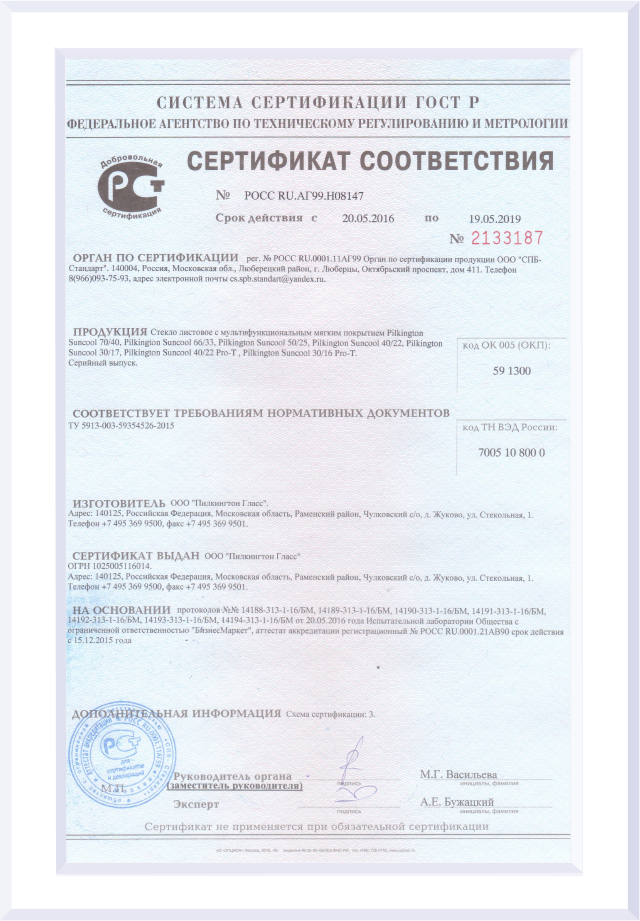 СИСТЕМА СЕРТИФИКАЦИИ ГОСТ Р
ФЕДЕРАЛЬНОЕ АГЕНТСТВО ПО ТЕХНИЧЕСКОМУ РЕГУЛИРОВАНИЮ И МЕТРОЛОГИИ
Добровольная
РСТ
сертификация
СЕРТИФИКАТ СООТВЕТСТВИЯ
№ РОСС RU.АГ99.Н08147
Срок действия с 20.05.2016 по 19.05.2019
№ 2133187
ОРГАН ПО СЕРТИФИКАЦИИ рег. № РОСС RU.0001.11АГ99 Орган по сертификации продукции ООО "СПБ-
Стандарт". 140004, Россия, Московская обл., Люберецкий район, г. Люберцы, Октябрьский проспект, дом 411. Телефон
8(966)093-75-93, адрес электронной почты cs.spb.standart@yandex.ru.
ПРОДУКЦИЯ Стекло листовое с мультифункциональным мягким покрытием Pilkington
Suncool 70/40, Pilkington Suncool 66/33, Pilkington Suncool 50/25, Pilkington Suncool 40/22, Pilkington
Suncool 30/17, Pilkington Suncool 40/22 Pro-T , Pilkington Suncool 30/16 Pro-T.
Серийный выпуск.
код ОК 005 (ОКП):
59 1300
СООТВЕТСТВУЕТ ТРЕБОВАНИЯМ НОРМАТИВНЫХ ДОКУМЕНТОВ
ТУ 5913-003-59354526-2015
код ТН ВЭД России:
7005 10 800 0
ИЗГОТОВИТЕЛЬ ООО "Пилкингтон Гласс".
Адрес: 140125, Российская Федерация, Московская область, Раменский район, Чулковский с/о, д. Жуково, ул. Стекольная, 1.
Телефон +7 495 369 9500, факс +7 495 369 9501.
СЕРТИФИКАТ ВЫДАН ООО "Пилкингтон Гласс"
ОГРН 1025005116014.
Адрес: 140125, Российская Федерация, Московская область, Раменский район, Чулковский с/о, д. Жуково, ул. Стекольная, 1.
Телефон +7 495 369 9500, факс +7 495 369 9501.
НА ОСНОВАНИИ протоколов №№ 14188-313-1-16/БМ, 14189-313-1-16/БМ, 14190-313-1-16/БМ, 14191-313-1-16/БМ,
14192-313-1-16/БМ, 14193-313-1-16/БМ, 14194-313-1-16/БМ от 20.05.2016 года Испытательной лаборатории Общества с
ограниченной ответственностью "БизнесМаркет", аттестат аккредитации регистрационный № РОСС RU.0001.21АВ90 срок действия
с 15.12.2015 года
ДОПОЛНИТЕЛЬНАЯ ИНФОРМАЦИЯ Схема сертификации: 3.
РСТ
для
сертификатов
и деклараций
М.П.
Руководитель органа
(заместитель руководителя)
подпись
М.Г. Васильева
инициалы, фамилия
Эксперт
подпись
А.Е. Бужацкий
инициалы, фамилия
Сертификат не применяется при обязательной сертификации